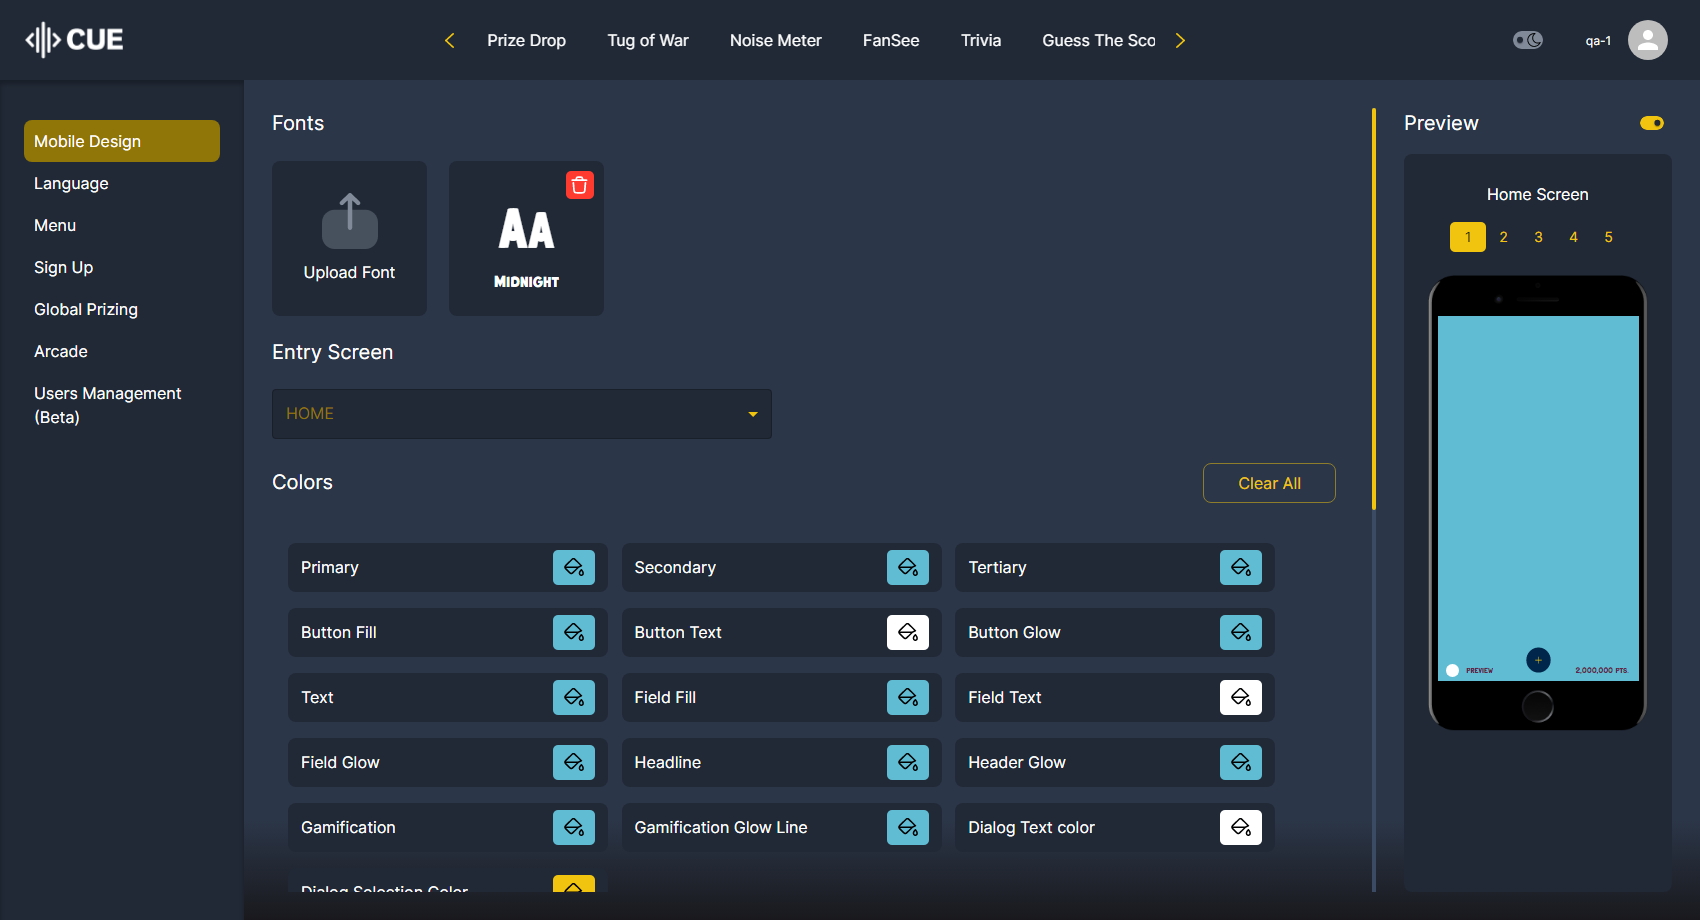 CUE
Prize Drop
Tug of War
Noise Meter
FanSee
Trivia
Guess The Sco
qa-1
Mobile Design
Language
Menu
Sign Up
Global Prizing
Arcade
Users Management
(Beta)
Fonts
Upload Font
AA
MIDNIGHT
Entry Screen
HOME
Colors
Clear All
Primary
Secondary
Tertiary
Button Fill
Button Text
Button Glow
Text
Field Fill
Field Text
Field Glow
Headline
Header Glow
Gamification
Gamification Glow Line
Dialog Text color
Dialog Selection Color
Preview
Home Screen
1 2 3 4 5
+
PREVIEW
2,000,000 PTS